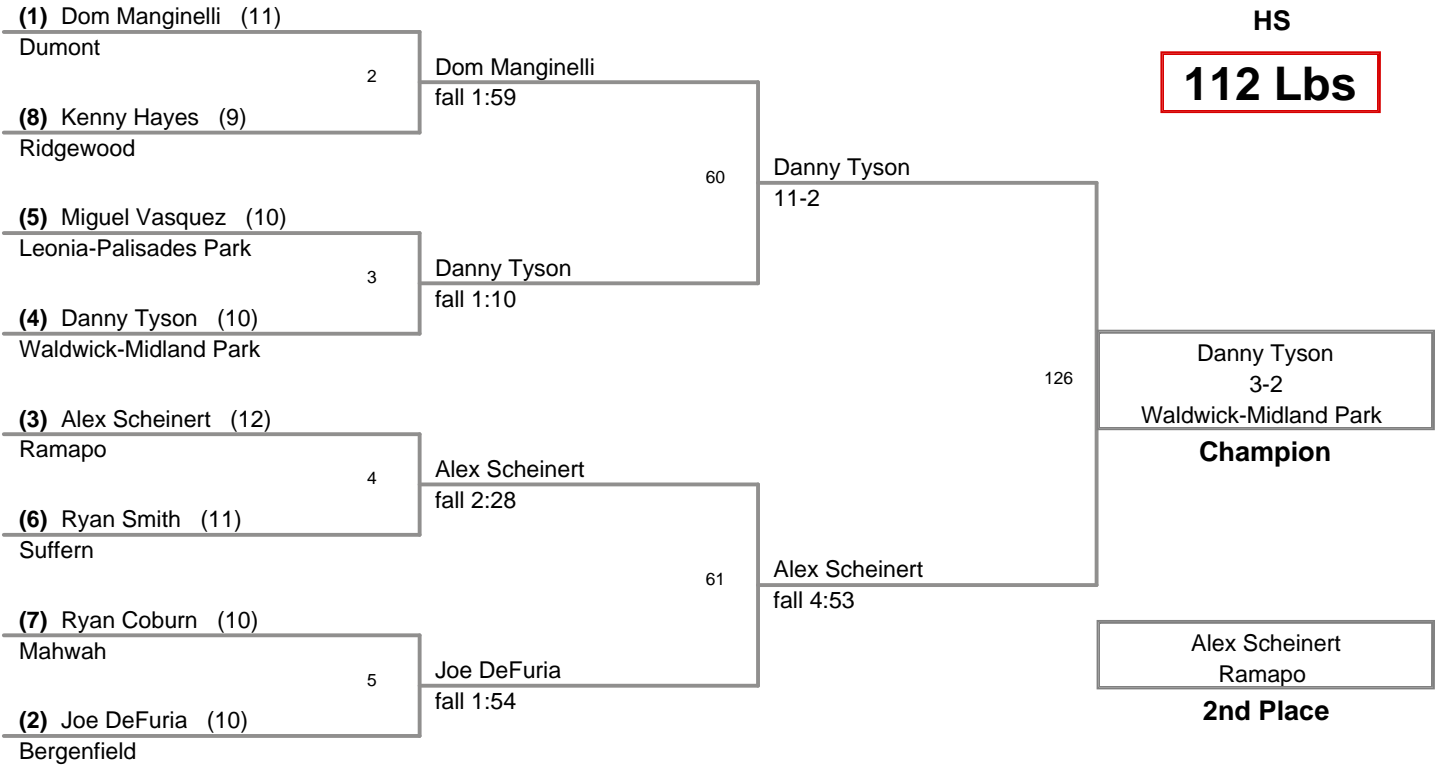 (1) Dom Manginelli (11)
Dumont
2
(8) Kenny Hayes (9)
Ridgewood
(5) Miguel Vasquez (10)
Leonia-Palisades Park
3
(4) Danny Tyson (10)
Waldwick-Midland Park
(3) Alex Scheinert (12)
Ramapo
4
(6) Ryan Smith (11)
Suffern
(7) Ryan Coburn (10)
Mahwah
5
(2) Joe DeFuria (10)
Bergenfield
Dom Manginelli
fall 1:59
60
Danny Tyson
fall 1:10
Alex Scheinert
fall 2:28
61
Joe DeFuria
fall 1:54
Danny Tyson
11-2
126
Alex Scheinert
fall 4:53
HS
112 Lbs
Danny Tyson
3-2
Waldwick-Midland Park
Champion
Alex Scheinert
Ramapo
2nd Place